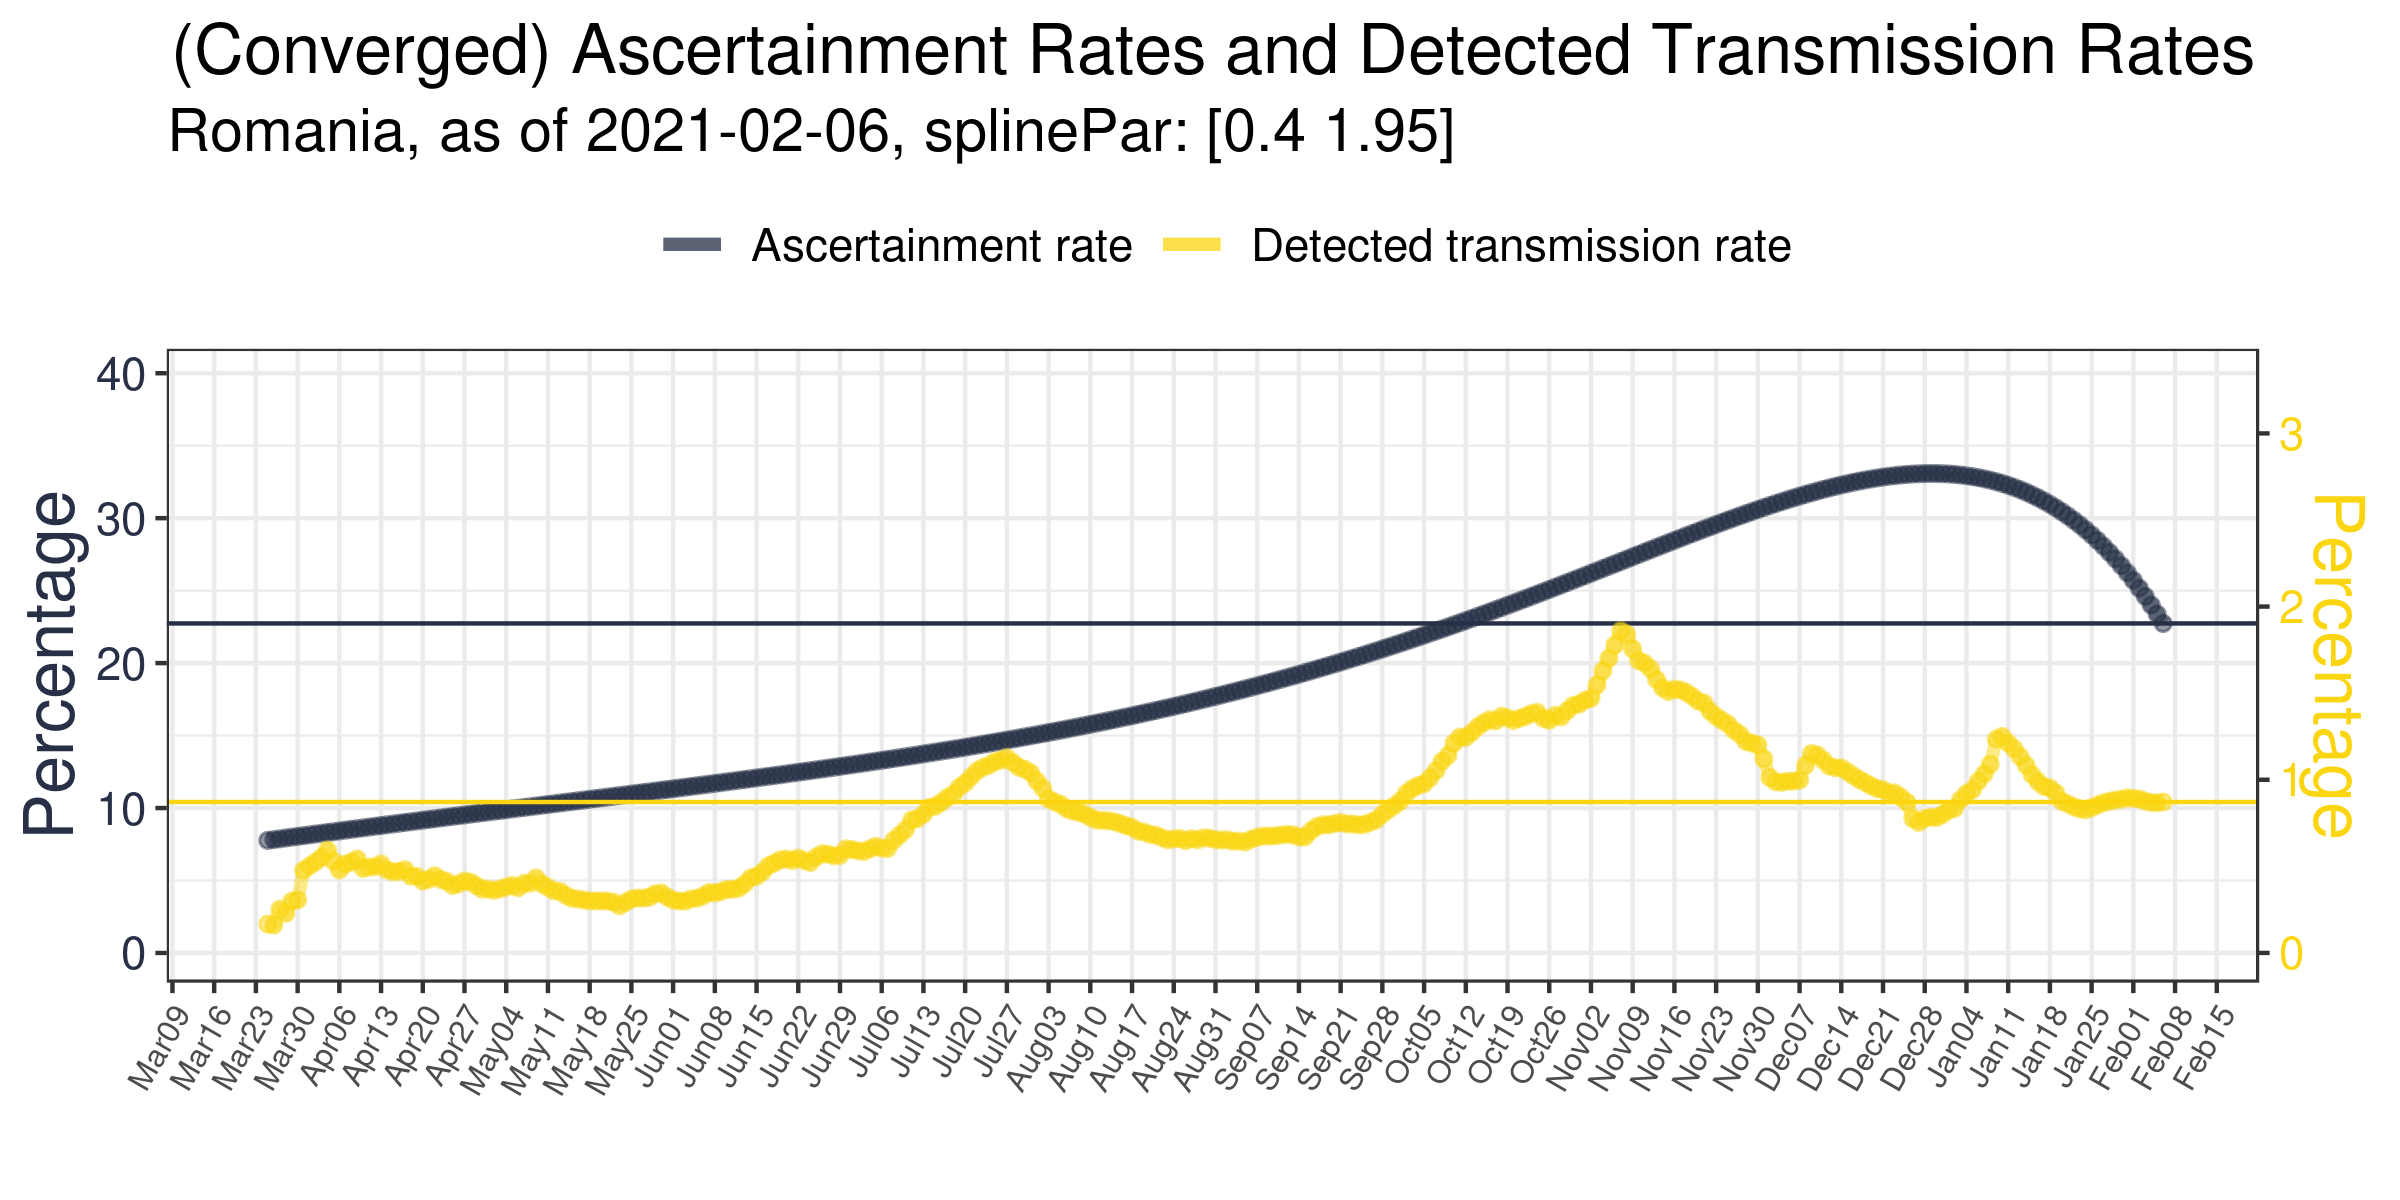 (Converged) Ascertainment Rates and Detected Transmission Rates
Romania, as of 2021-02-06, splinePar: [0.4 1.95]
Ascertainment rate
Detected transmission rate
Percentage
40
30
20
10
0
3
2
1
0
Percentage
Mar09
Mar16
Mar23
Mar30
Apr06
Apr13
Apr20
Apr27
May04
May11
May18
May25
Jun01
Jun08
Jun15
Jun22
Jun29
Jul06
Jul13
Jul20
Jul27
Aug03
Aug10
Aug17
Aug24
Aug31
Sep07
Sep14
Sep21
Sep28
Oct05
Oct12
Oct19
Oct26
Nov02
Nov09
Nov16
Nov23
Nov30
Dec07
Dec14
Dec21
Dec28
Jan04
Jan11
Jan18
Jan25
Feb01
Feb08
Feb15